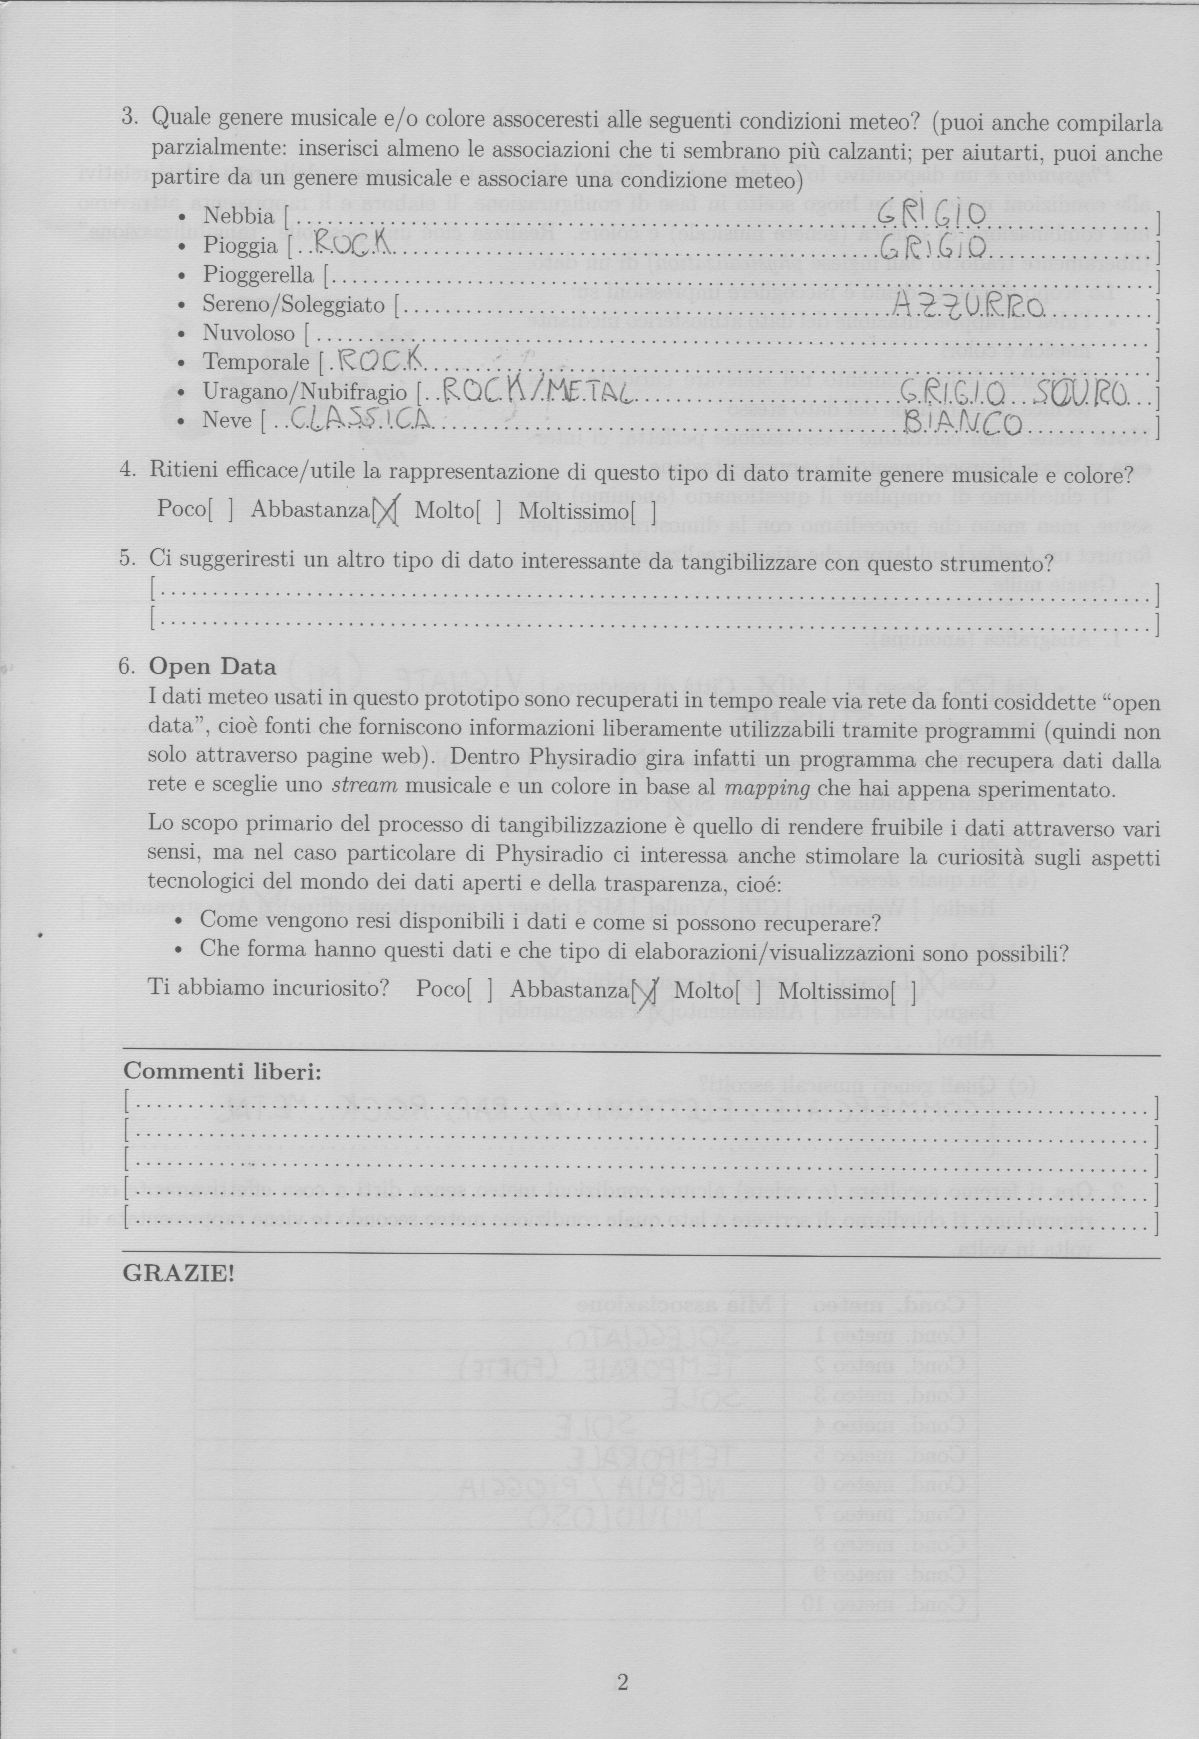 3. Quale genere musicale e/o colore assoceresti alle seguenti condizioni meteo? (puoi anche compilarla
parzialmente: inserisci almeno le associazioni che ti sembrano più calzanti; per aiutarti, puoi anche
partire da un genere musicale e associare una condizione meteo)
• Nebbia [ GRIGIO ]
• Pioggia [ ROCK GRIGIO ]
• Pioggerella [ ]
• Sereno/Soleggiato [ AZZURRO ]
• Nuvoloso [ ]
• Temporale [ ROCK ]
• Uragano/Nubifragio [ ROCK/METAL GRIGIO SCURO ]
• Neve [ CLASSICA BIANCO ]
4. Ritieni efficace/utile la rappresentazione di questo tipo di dato tramite genere musicale e colore?
Poco[ ] Abbastanza[X] Molto[ ] Moltissimo[ ]
5. Ci suggeriresti un altro tipo di dato interessante da tangibilizzare con questo strumento?
[ ]
[ ]
6. Open Data
I dati meteo usati in questo prototipo sono recuperati in tempo reale via rete da fonti cosiddette “open
data”, cioè fonti che forniscono informazioni liberamente utilizzabili tramite programmi (quindi non
solo attraverso pagine web). Dentro Physiradio gira infatti un programma che recupera dati dalla
rete e sceglie uno stream musicale e un colore in base al mapping che hai appena sperimentato.
Lo scopo primario del processo di tangibilizzazione è quello di rendere fruibile i dati attraverso vari
sensi, ma nel caso particolare di Physiradio ci interessa anche stimolare la curiosità sugli aspetti
tecnologici del mondo dei dati aperti e della trasparenza, cioé:
• Come vengono resi disponibili i dati e come si possono recuperare?
• Che forma hanno questi dati e che tipo di elaborazioni/visualizzazioni sono possibili?
Ti abbiamo incuriosito? Poco[ ] Abbastanza[X] Molto[ ] Moltissimo[ ]
Commenti liberi:
[ ]
[ ]
[ ]
[ ]
[ ]
GRAZIE!
2